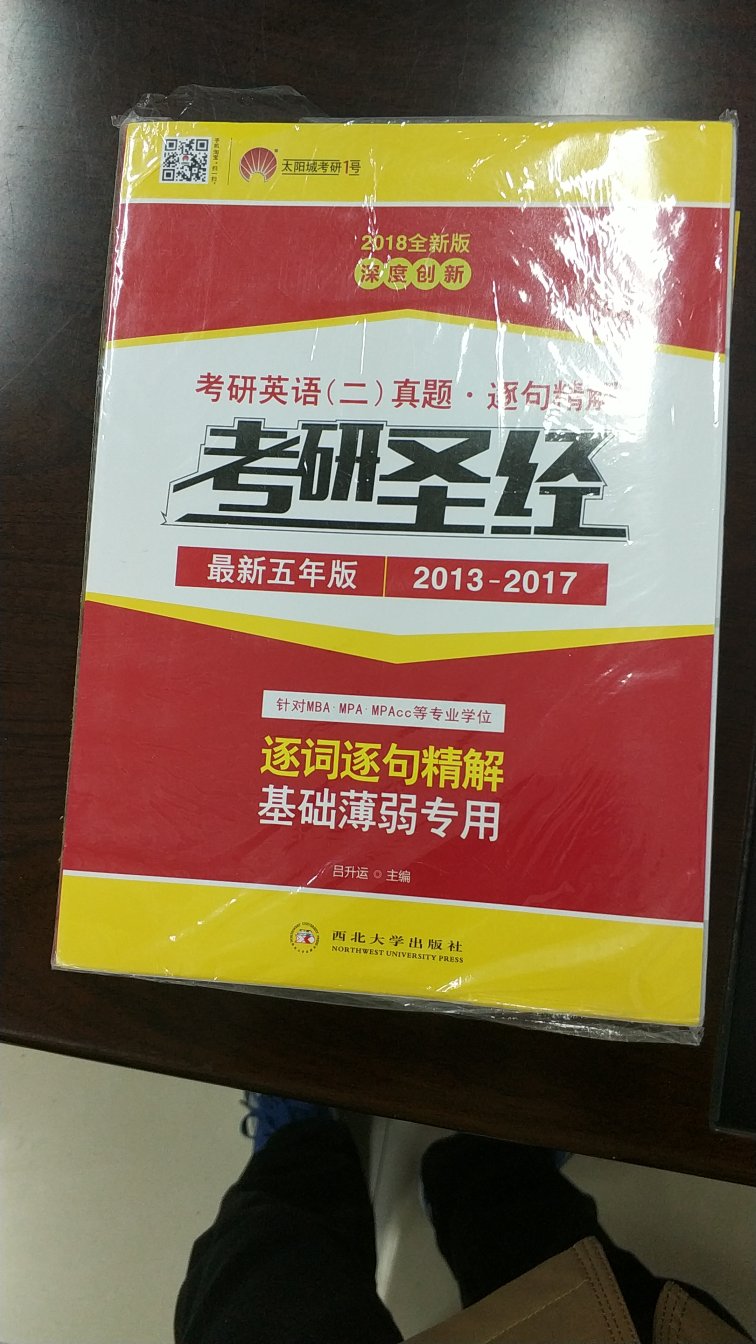 太阳城考研1号
2018全新版
深度创新
考研英语(二)真题·逐句精解
考研圣经
最新五年版 2013-2017
针对MBA·MPA·MPAcc等专业学位
逐词逐句精解
基础薄弱专用
吕升运 主编
西北大学出版社
NORTHWEST UNIVERSITY PRESS